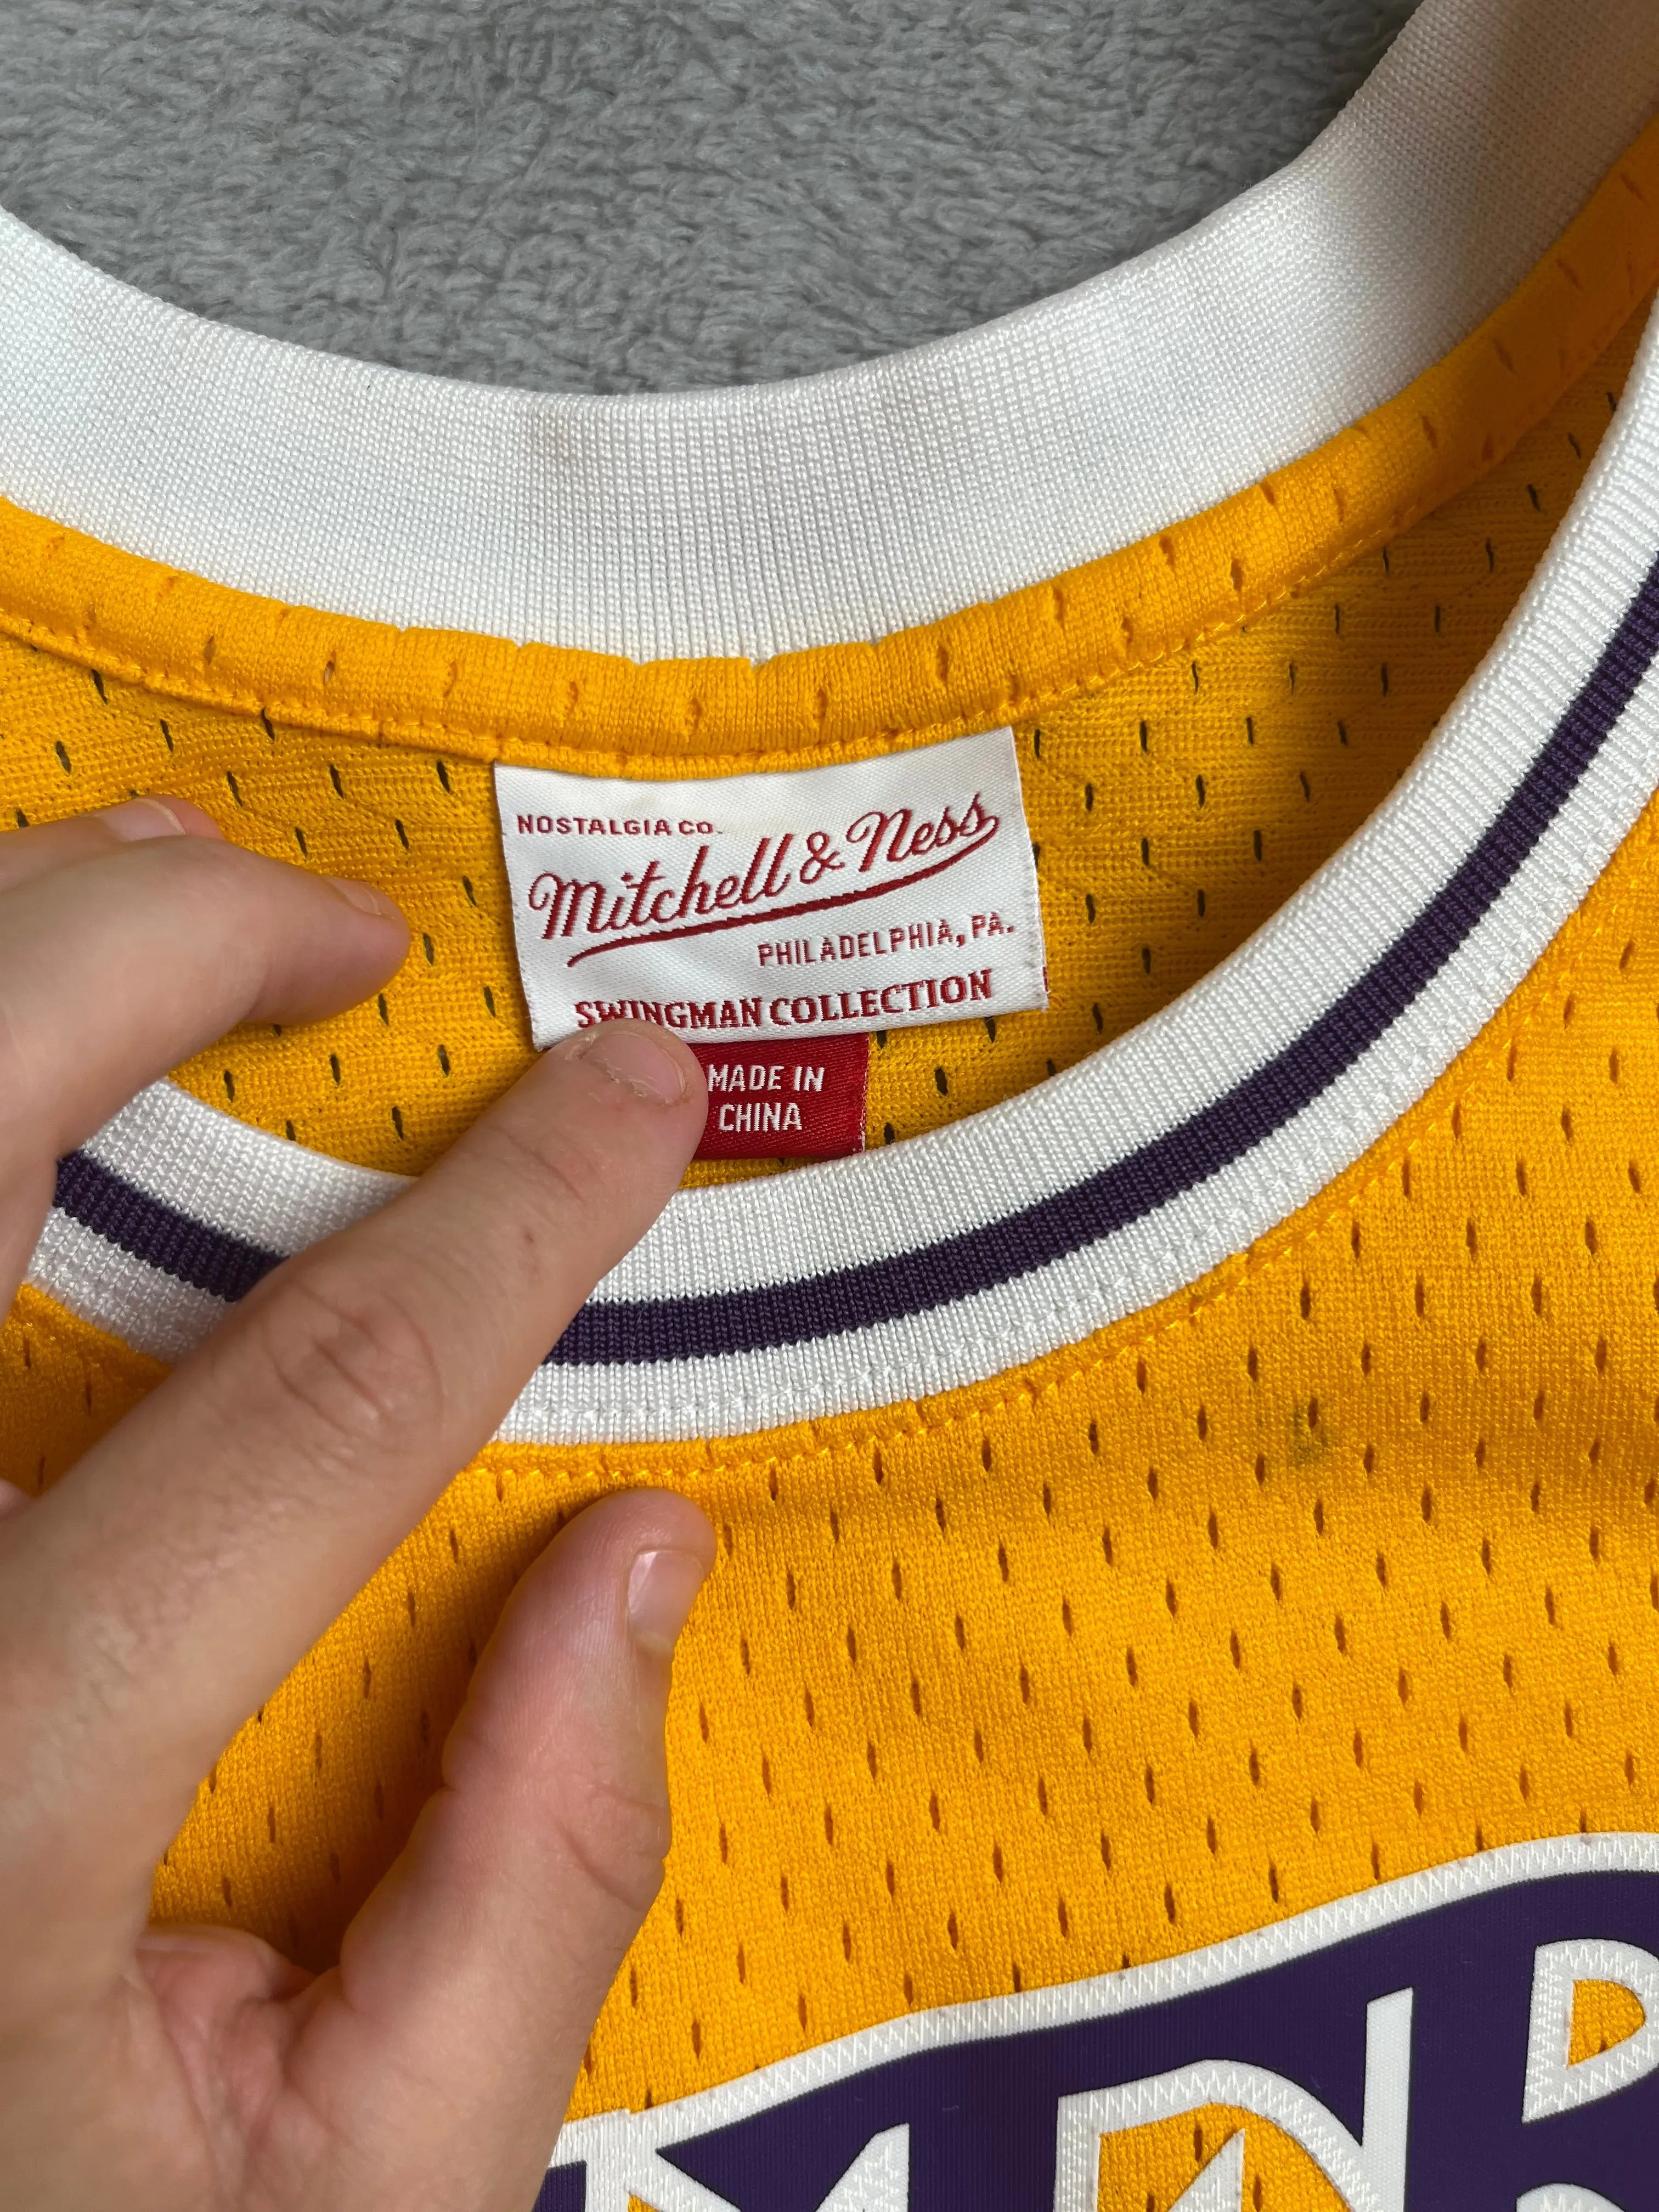 NOSTALGIA CO.
Mitchell & Ness
PHILADELPHIA, PA.
SWINGMAN COLLECTION
MADE IN
CHINA